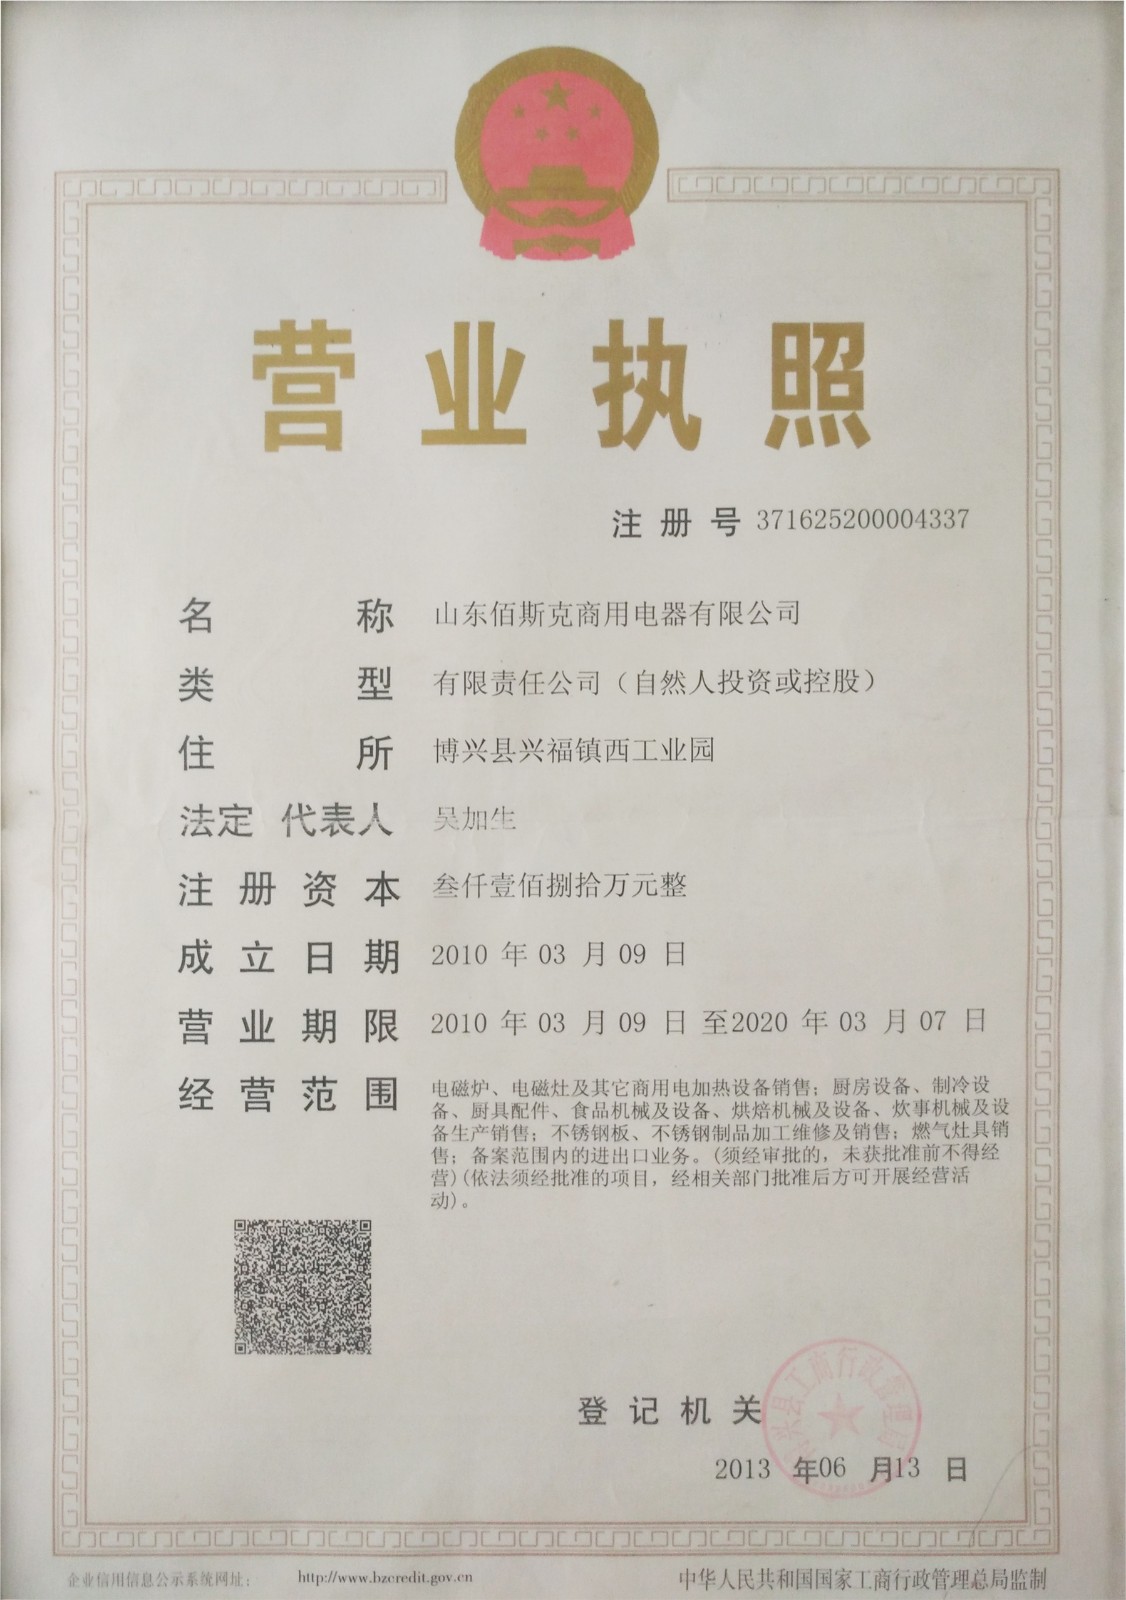 营业执照
注册号 371625200004337
名称 山东佰斯克商用电器有限公司
类型 有限责任公司（自然人投资或控股）
住所 博兴县兴福镇西工业园
法定代表人 吴加生
注册资本 叁仟壹佰捌拾万元整
成立日期 2010 年 03 月 09 日
营业期限 2010 年 03 月 09 日 至2020 年 03 月 07 日
经营范围 电磁炉、电磁灶及其它商用电加热设备销售；厨房设备、制冷设
备、厨具配件、食品机械及设备、烘焙机械及设备、炊事机械及设
备生产销售；不锈钢板、不锈钢制品加工维修及销售；燃气灶具销
售；备案范围内的进出口业务。(须经审批的，未获批准前不得经
营)(依法须经批准的项目，经相关部门批准后方可开展经营活
动)。
登记机关
博兴县工商行政管理局
2013 年06 月13 日
企业信用信息公示系统网址： http://www.bzcredit.gov.cn 中华人民共和国国家工商行政管理总局监制